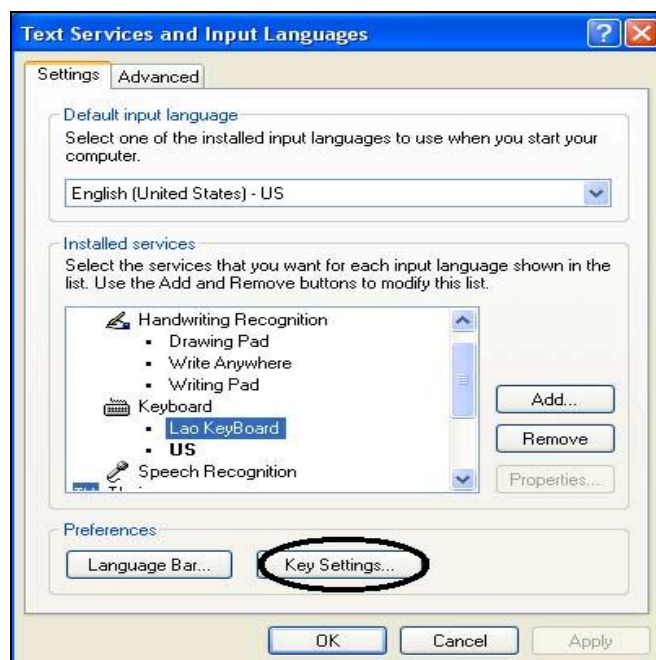 Text Services and Input Languages
Settings
Advanced
Default input language
Select one of the installed input languages to use when you start your
computer.
English (United States) - US
Installed services
Select the services that you want for each input language shown in the
list. Use the Add and Remove buttons to modify this list.
Handwriting Recognition
Drawing Pad
Write Anywhere
Writing Pad
Keyboard
Lao KeyBoard
US
Speech Recognition
Add...
Remove
Properties...
Preferences
Language Bar...
Key Settings...
OK
Cancel
Apply